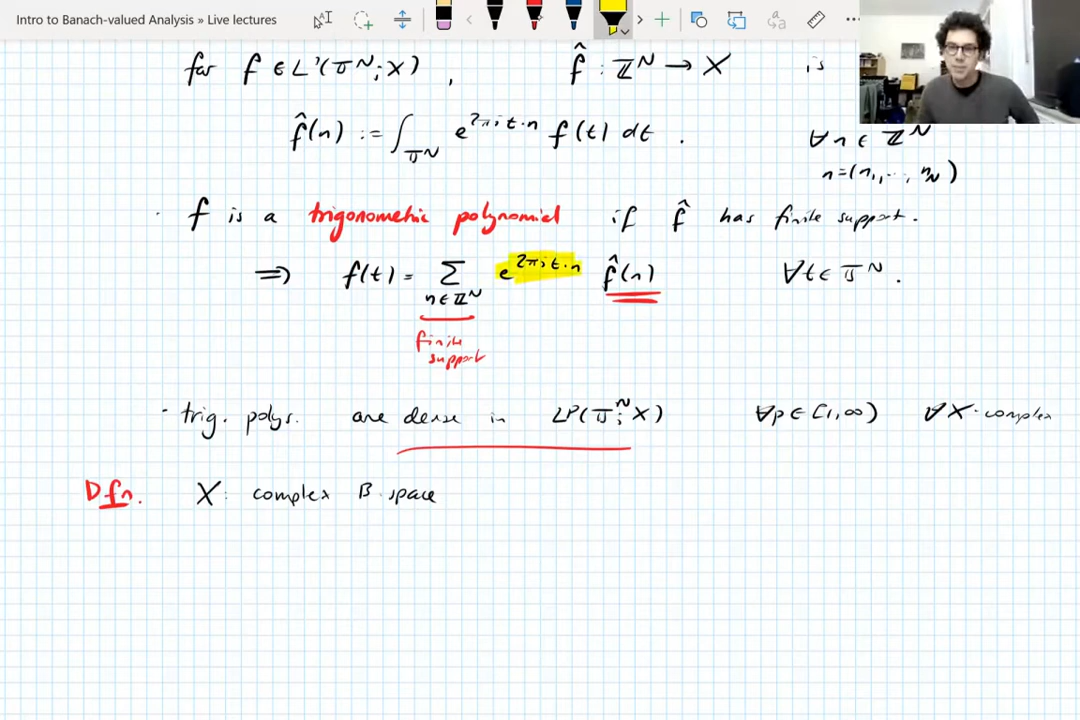 Intro to Banach-valued Analysis » Live lectures
for f ∈ L¹(𝕋ᴺ; X) , f̂ : ℤᴺ → X is
f̂(n) := ∫_𝕋ᴺ e^{2πit·n} f(t) dt . ∀n ∈ ℤᴺ
n=(n₁,..., n_N)
· f is a trigonometric polynomial if f̂ has finite support.
⇒ f(t) = Σ_{n∈ℤᴺ} e^{2πit·n} f̂(n) ∀t ∈ 𝕋ᴺ .
finite
support
· trig. polys. are dense in Lᵖ(𝕋ᴺ; X) ∀p ∈ [1,∞) ∀X · complex
Dfn. X: complex B. space